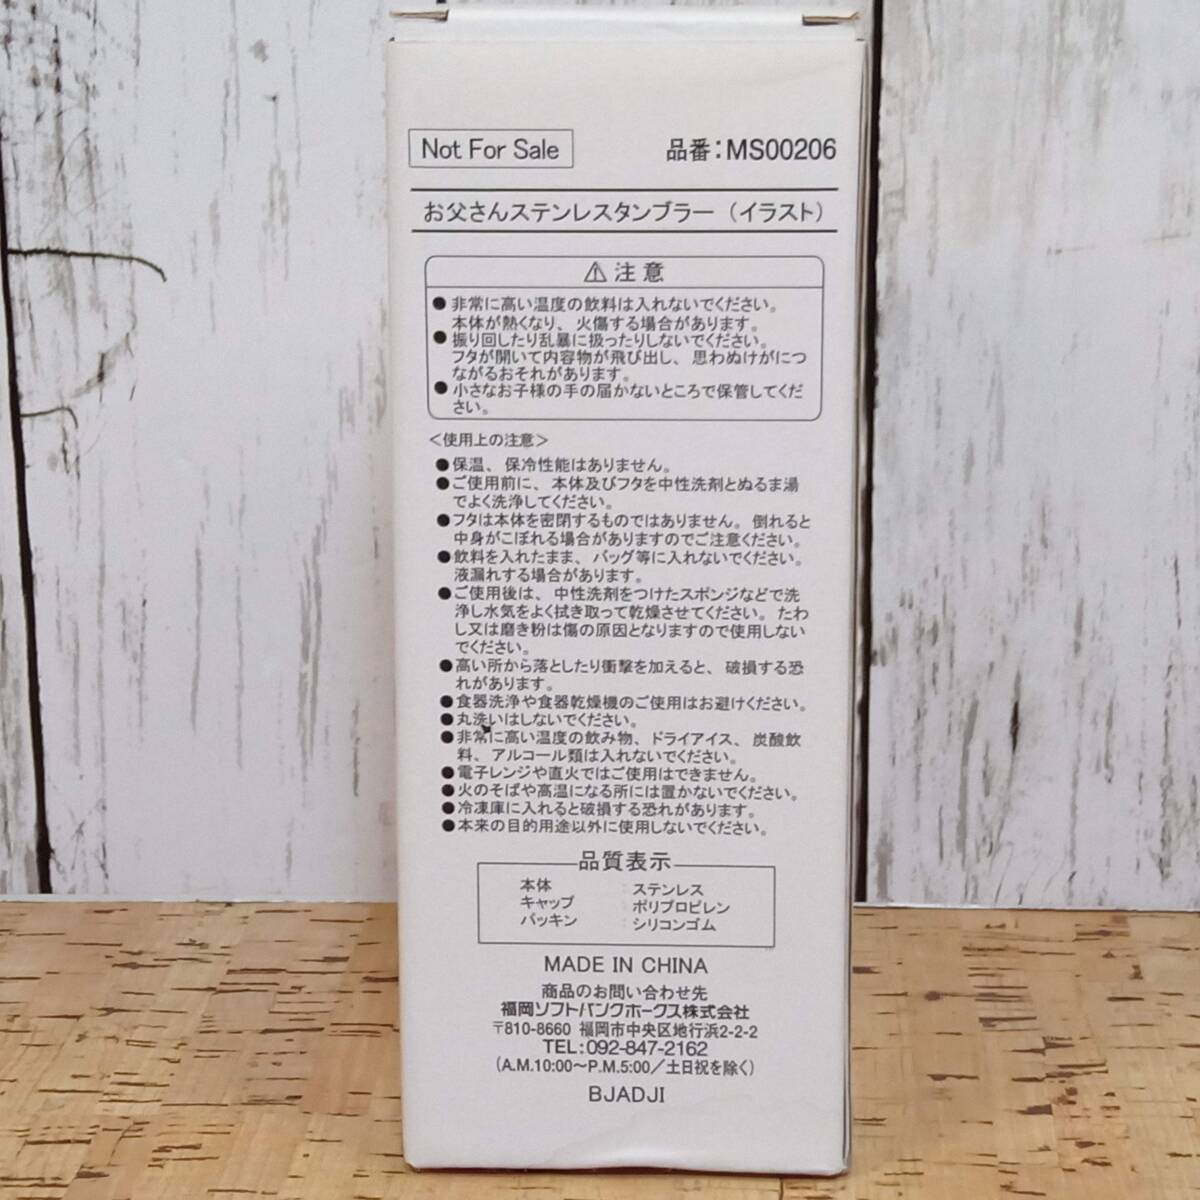 Not For Sale 品番：MS00206
お父さんステンレスタンブラー（イラスト）
⚠注意
●非常に高い温度の飲料は入れないでください。
本体が熱くなり、火傷する場合があります。
●振り回したり乱暴に扱ったりしないでください。
フタが開いて内容物が飛び出し、思わぬけがにつ
ながるおそれがあります。
●小さなお子様の手の届かないところで保管してくだ
さい。
＜使用上の注意＞
●保温、保冷性能はありません。
●ご使用前に、本体及びフタを中性洗剤とぬるま湯
でよく洗浄してください。
●フタは本体を密閉するものではありません。倒れると
中身がこぼれる場合がありますのでご注意ください。
●飲料を入れたまま、バッグ等に入れないでください。
液漏れする場合があります。
●ご使用後は、中性洗剤をつけたスポンジなどで洗
浄し水気をよく拭き取って乾燥させてください。たわ
し又は磨き粉は傷の原因となりますので使用しない
でください。
●高い所から落としたり衝撃を加えると、破損する恐
れがあります。
●食器洗浄や食器乾燥機のご使用はお避けください。
●丸洗いはしないでください。
●非常に高い温度の飲み物、ドライアイス、炭酸飲
料、アルコール類は入れないでください。
●電子レンジや直火ではご使用はできません。
●火のそばや高温になる所には置かないでください。
●冷凍庫に入れると破損する恐れがあります。
●本来の目的用途以外に使用しないでください。
品質表示
本体：ステンレス
キャップ：ポリプロピレン
パッキン：シリコンゴム
MADE IN CHINA
商品のお問い合わせ先
福岡ソフトバンクホークス株式会社
〒810-8660 福岡市中央区地行浜2-2-2
TEL：092-847-2162
（A.M.10:00～P.M.5:00／土日祝を除く）
BJADJI